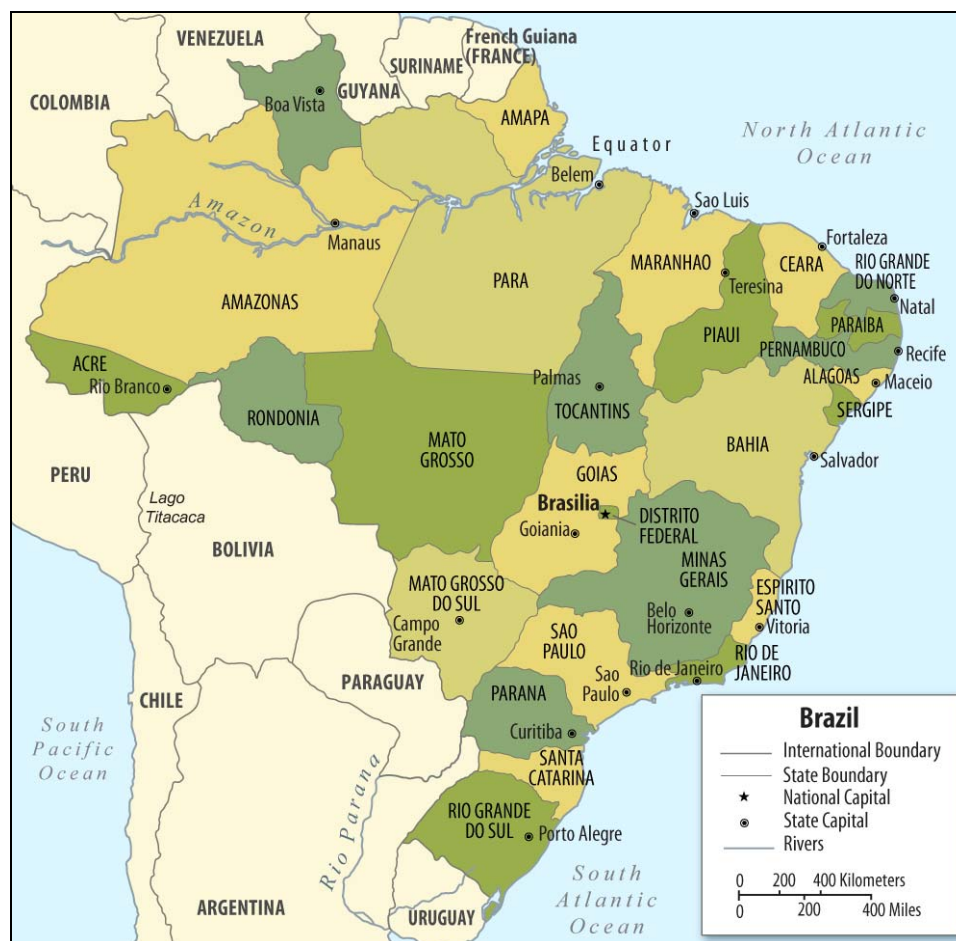 VENEZUELA
French Guiana
(FRANCE)
SURINAME
GUYANA
COLOMBIA
Boa Vista
AMAPA
North Atlantic
Ocean
Equator
Belem
Amazon
Manaus
Sao Luis
Fortaleza
MARANHAO
CEARA
RIO GRANDE
DO NORTE
Teresina
Natal
PARA
AMAZONAS
PIAUI
PARAIBA
PERNAMBUCO
Recife
ACRE
Rio Branco
ALAGOAS
Maceio
Palmas
TOCANTINS
SERGIPE
RONDONIA
MATO
GROSSO
BAHIA
Salvador
PERU
GOIAS
Lago
Titacaca
Brasilia
DISTRITO
FEDERAL
Goiania
BOLIVIA
MINAS
GERAIS
MATO GROSSO
DO SUL
ESPIRITO
SANTO
Belo
Horizonte
Vitoria
Campo
Grande
SAO
PAULO
RIO DE
JANEIRO
Rio de Janeiro
Sao
Paulo
PARAGUAY
CHILE
PARANA
Curitiba
South
Pacific
Ocean
SANTA
CATARINA
RIO GRANDE
DO SUL
Porto Alegre
Rio Parana
South
Atlantic
Ocean
ARGENTINA
URUGUAY
Brazil
International Boundary
State Boundary
National Capital
State Capital
Rivers
0 200 400 Kilometers
0 200 400 Miles